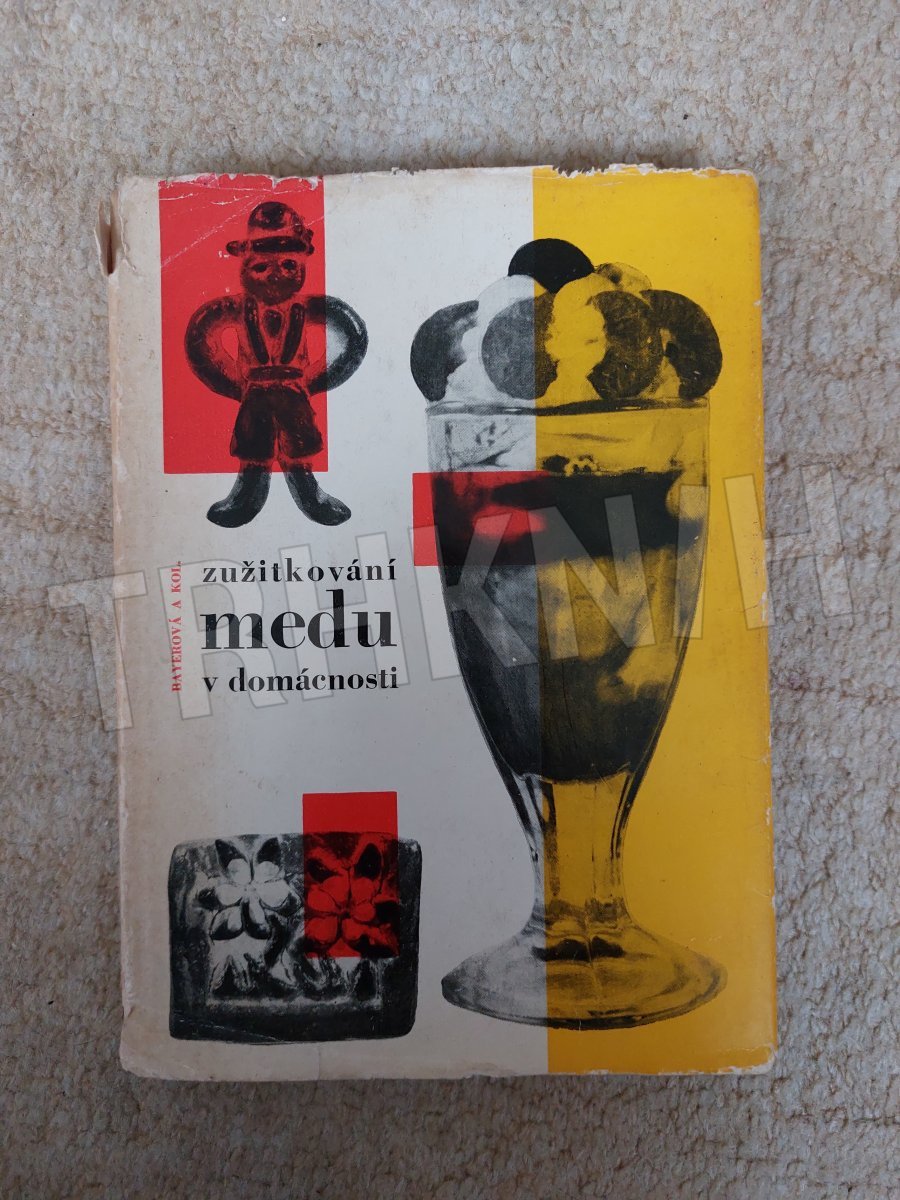 BAYEROVÁ A KOL.
zužitkování
medu
v domácnosti
TRHKNIH